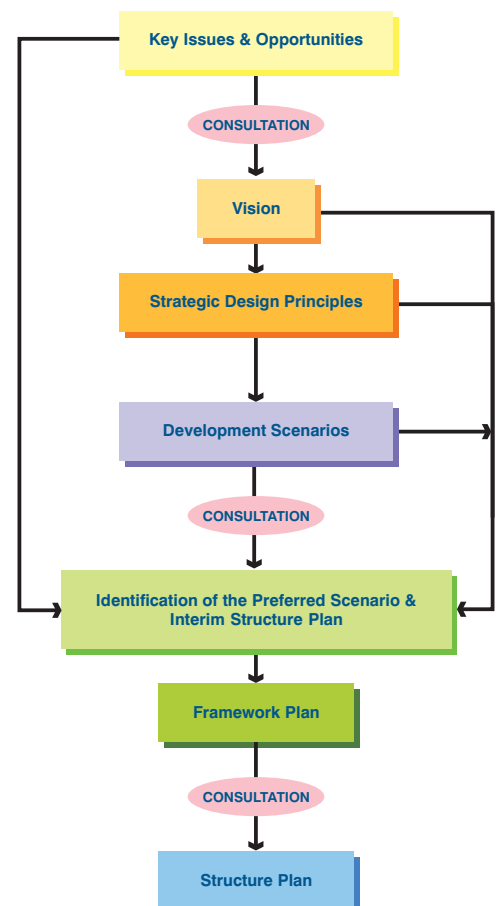 Key Issues & Opportunities
CONSULTATION
Vision
Strategic Design Principles
Development Scenarios
CONSULTATION
Identification of the Preferred Scenario &
Interim Structure Plan
Framework Plan
CONSULTATION
Structure Plan